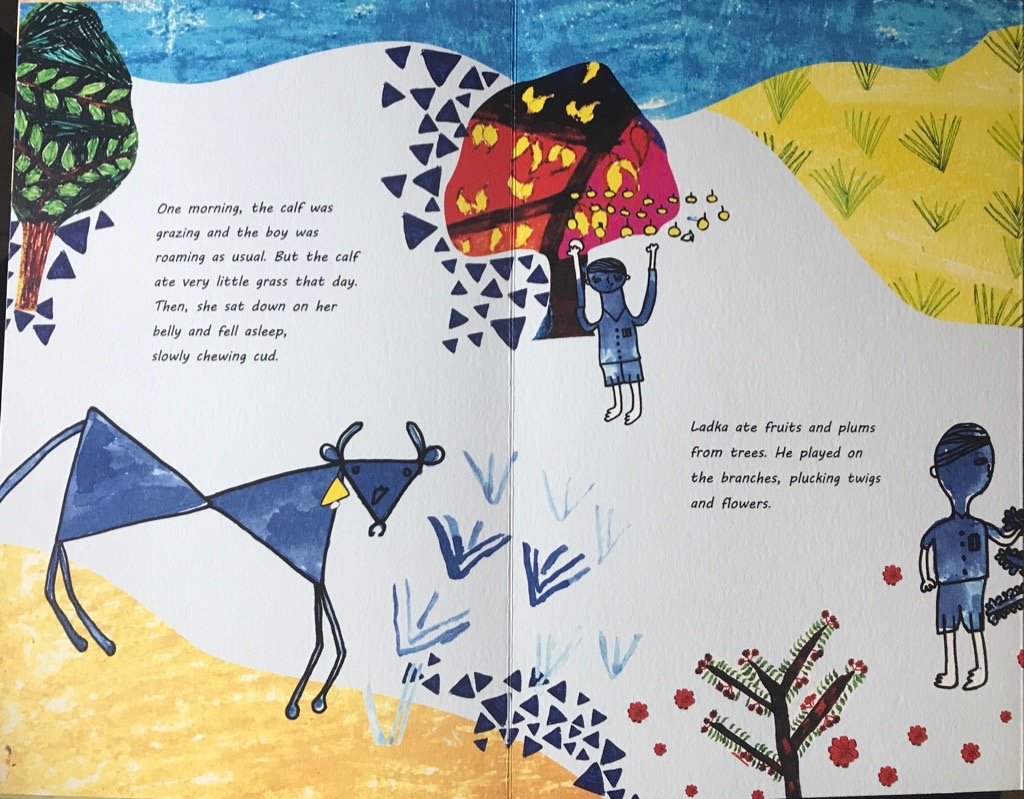 One morning, the calf was
grazing and the boy was
roaming as usual. But the calf
ate very little grass that day.
Then, she sat down on her
belly and fell asleep,
slowly chewing cud.
Ladka ate fruits and plums
from trees. He played on
the branches, plucking twigs
and flowers.